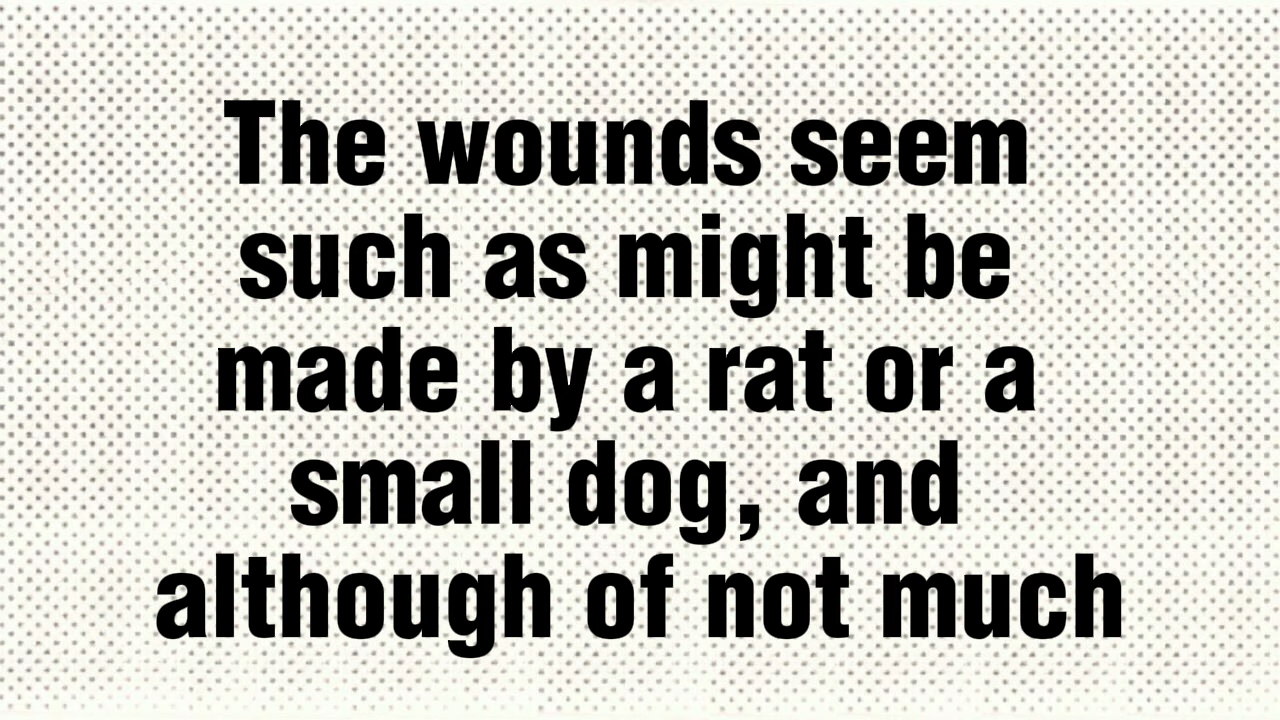 The wounds seem
such as might be
made by a rat or a
small dog, and
although of not much